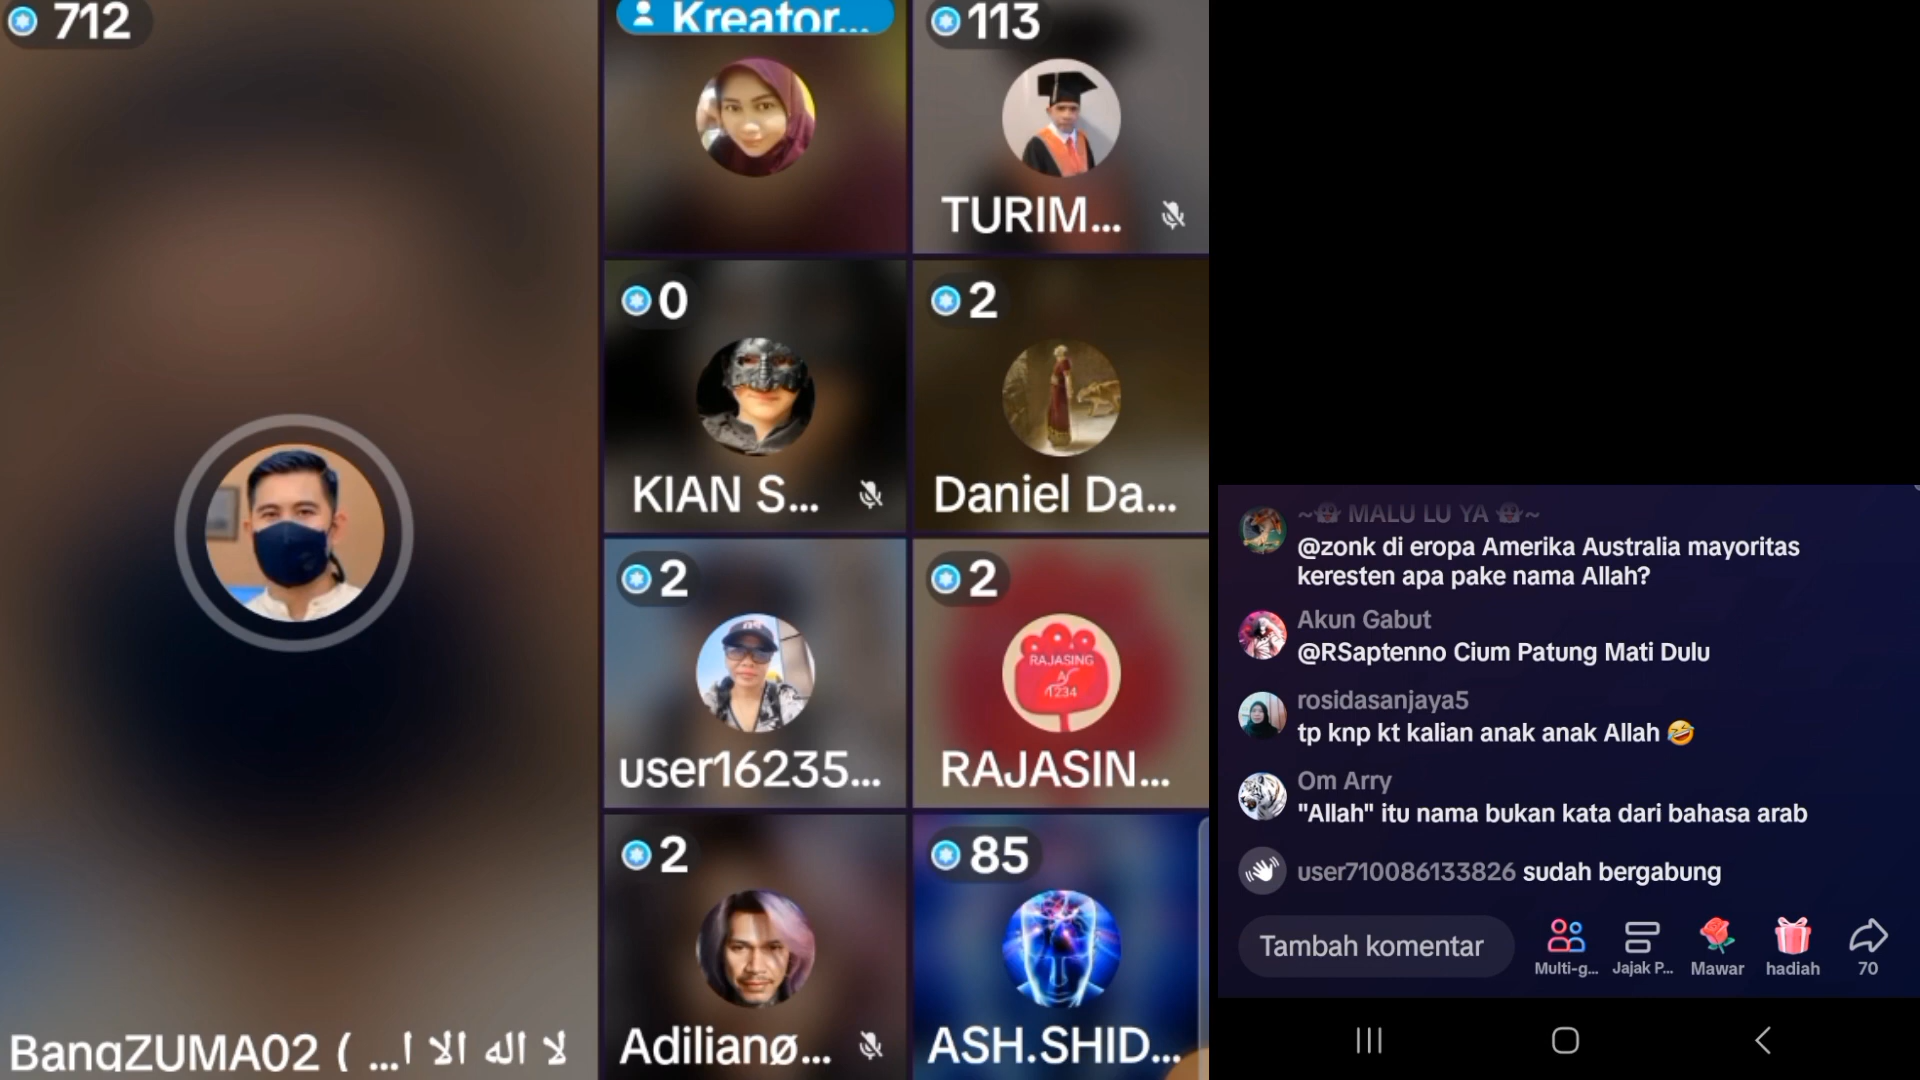 712
Kreator...
113
TURIM...
0
KIAN S...
2
Daniel Da...
2
user16235...
2
RAJASING
1234
RAJASIN...
2
Adilianø...
85
ASH.SHID...
BangZUMA02 ( ...لا اله الا ا
~👻 MALU LU YA 👻~
@zonk di eropa Amerika Australia mayoritas
keresten apa pake nama Allah?
Akun Gabut
@RSaptenno Cium Patung Mati Dulu
rosidasanjaya5
tp knp kt kalian anak anak Allah 🤣
Om Arry
"Allah" itu nama bukan kata dari bahasa arab
user710086133826 sudah bergabung
Tambah komentar
Multi-g...
Jajak P...
Mawar
hadiah
70